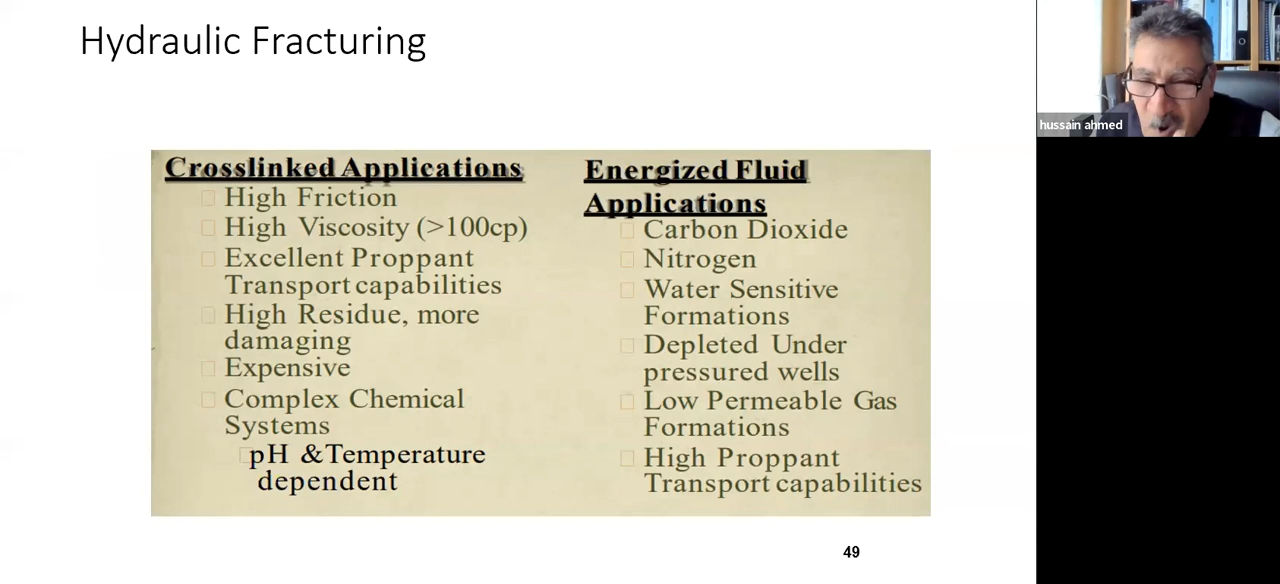 Hydraulic Fracturing
Crosslinked Applications
High Friction
High Viscosity (>100cp)
Excellent Proppant
Transport capabilities
High Residue, more
damaging
Expensive
Complex Chemical
Systems
pH &Temperature
dependent
Energized Fluid
Applications
Carbon Dioxide
Nitrogen
Water Sensitive
Formations
Depleted Under
pressured wells
Low Permeable Gas
Formations
High Proppant
Transport capabilities
49
hussain ahmed